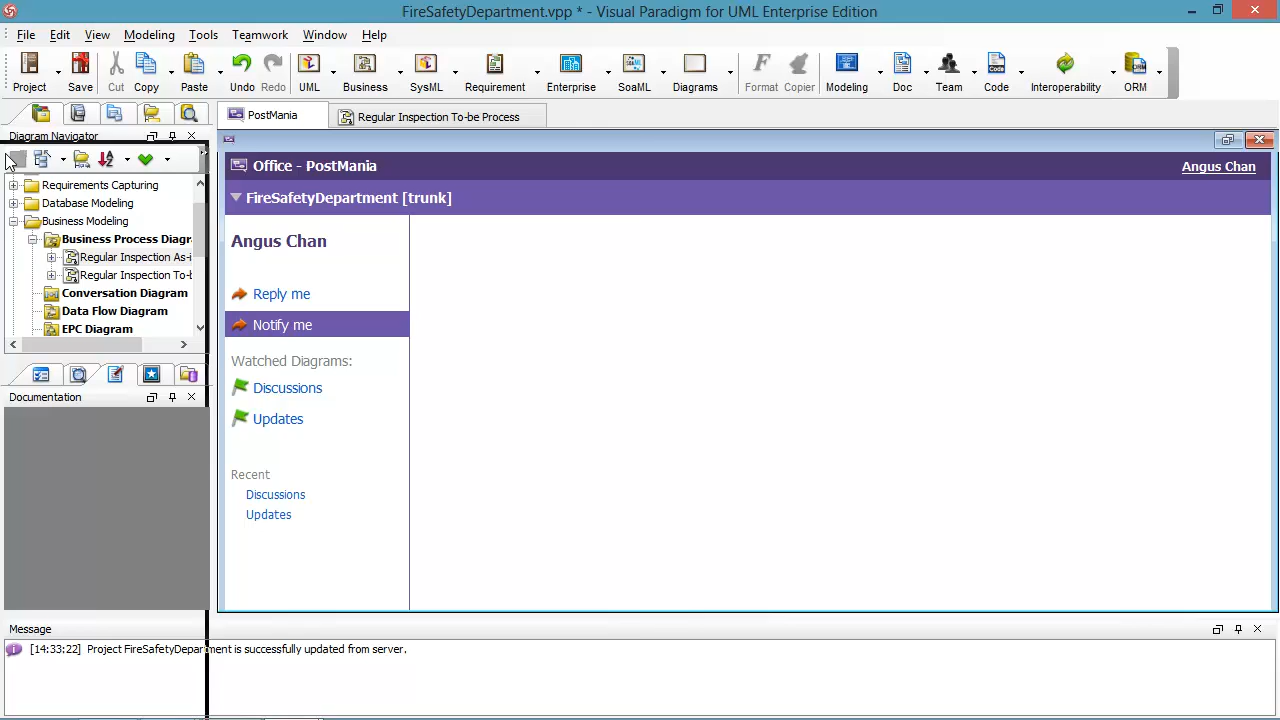 FireSafetyDepartment.vpp * - Visual Paradigm for UML Enterprise Edition
File Edit View Modeling Tools Teamwork Window Help
Project Save Cut Copy Paste Undo Redo UML Business SysML Requirement Enterprise SoaML Diagrams Format Copier Modeling Doc Team Code Interoperability ORM
PostMania Regular Inspection To-be Process
Diagram Navigator
Office - PostMania Angus Chan
FireSafetyDepartment [trunk]
Requirements Capturing
Database Modeling
Business Modeling
Business Process Diagr
Regular Inspection As-i
Regular Inspection To-b
Conversation Diagram
Data Flow Diagram
EPC Diagram
Documentation
Angus Chan
Reply me
Notify me
Watched Diagrams:
Discussions
Updates
Recent
Discussions
Updates
Message
[14:33:22] Project FireSafetyDepartment is successfully updated from server.